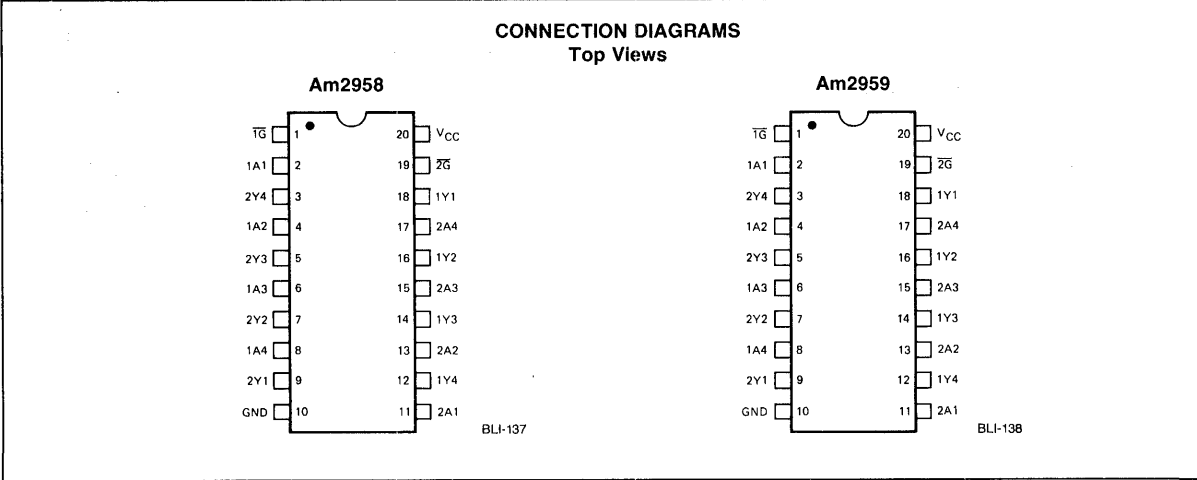 CONNECTION DIAGRAMS
Top Views
Am2958
1G̅ 1 20 VCC
1A1 2 19 2G̅
2Y4 3 18 1Y1
1A2 4 17 2A4
2Y3 5 16 1Y2
1A3 6 15 2A3
2Y2 7 14 1Y3
1A4 8 13 2A2
2Y1 9 12 1Y4
GND 10 11 2A1
BLI-137
Am2959
1G̅ 1 20 VCC
1A1 2 19 2G̅
2Y4 3 18 1Y1
1A2 4 17 2A4
2Y3 5 16 1Y2
1A3 6 15 2A3
2Y2 7 14 1Y3
1A4 8 13 2A2
2Y1 9 12 1Y4
GND 10 11 2A1
BLI-138